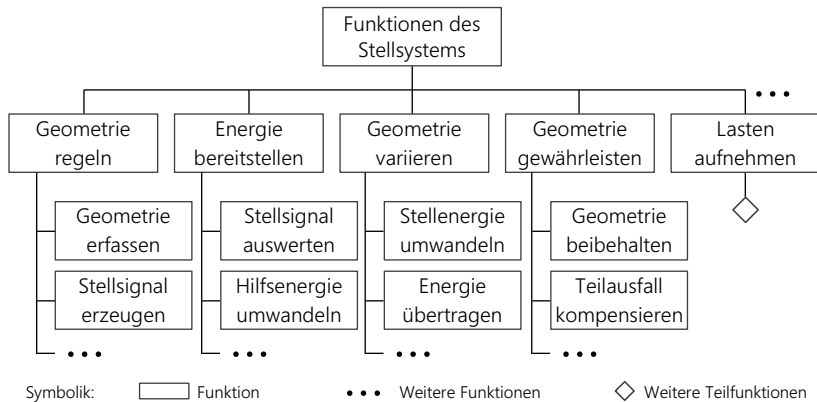 Funktionen des
Stellsystems
•••
Geometrie
regeln
Energie
bereitstellen
Geometrie
variieren
Geometrie
gewährleisten
Lasten
aufnehmen
Geometrie
erfassen
Stellsignal
auswerten
Stellenergie
umwandeln
Geometrie
beibehalten
Stellsignal
erzeugen
Hilfsenergie
umwandeln
Energie
übertragen
Teilausfall
kompensieren
••• ••• ••• •••
Symbolik: Funktion ••• Weitere Funktionen Weitere Teilfunktionen